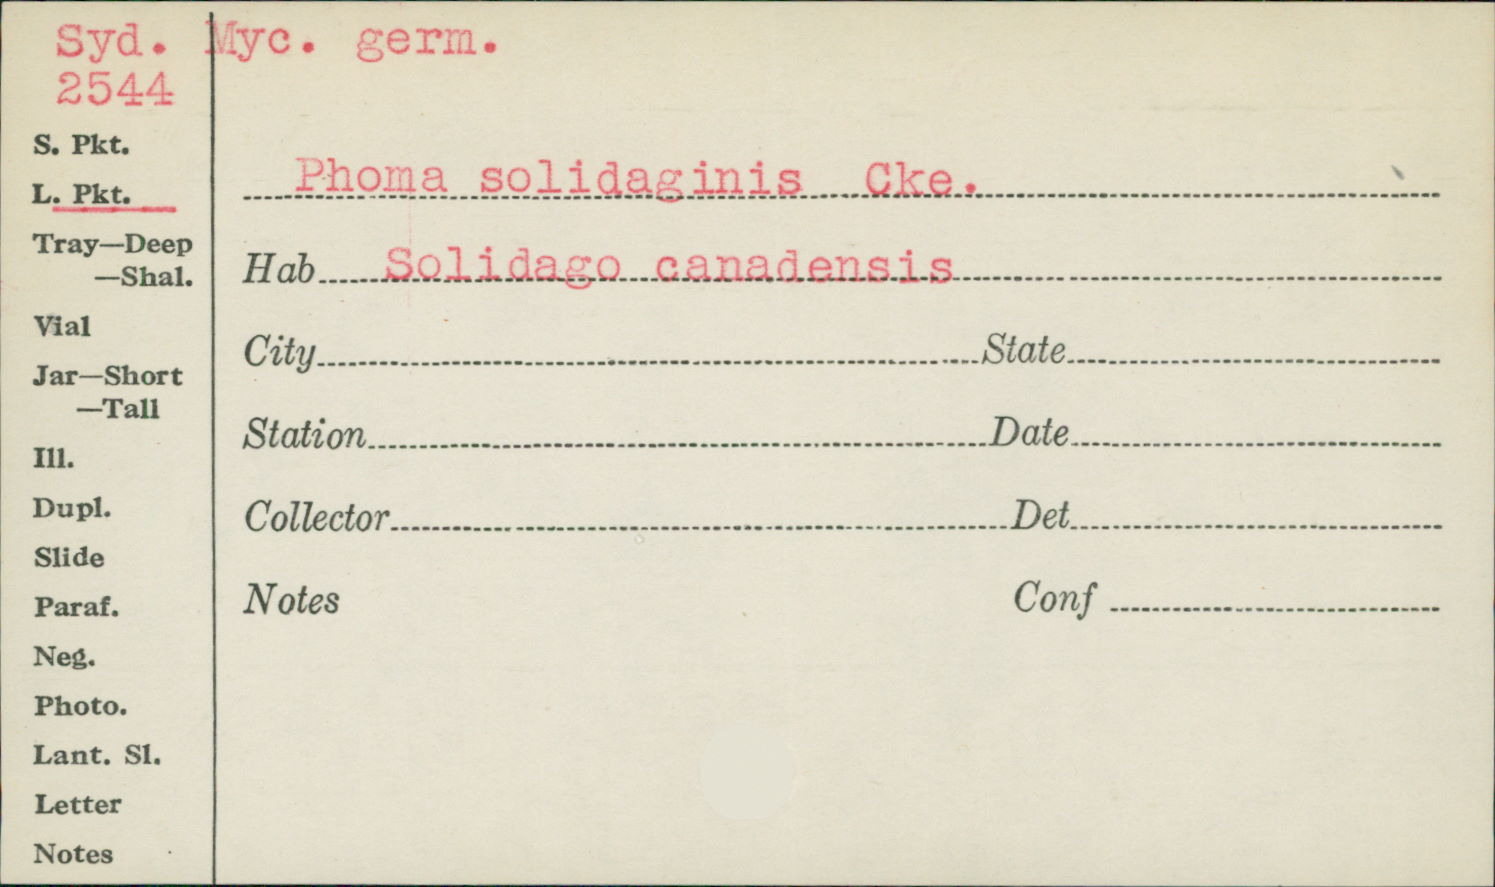 Syd. Myc. germ.
2544
S. Pkt.
L. Pkt.
Tray—Deep
—Shal.
Vial
Jar—Short
—Tall
Ill.
Dupl.
Slide
Paraf.
Neg.
Photo.
Lant. Sl.
Letter
Notes
Phoma solidaginis Cke.
Hab Solidago canadensis
City State
Station Date
Collector Det
Notes Conf